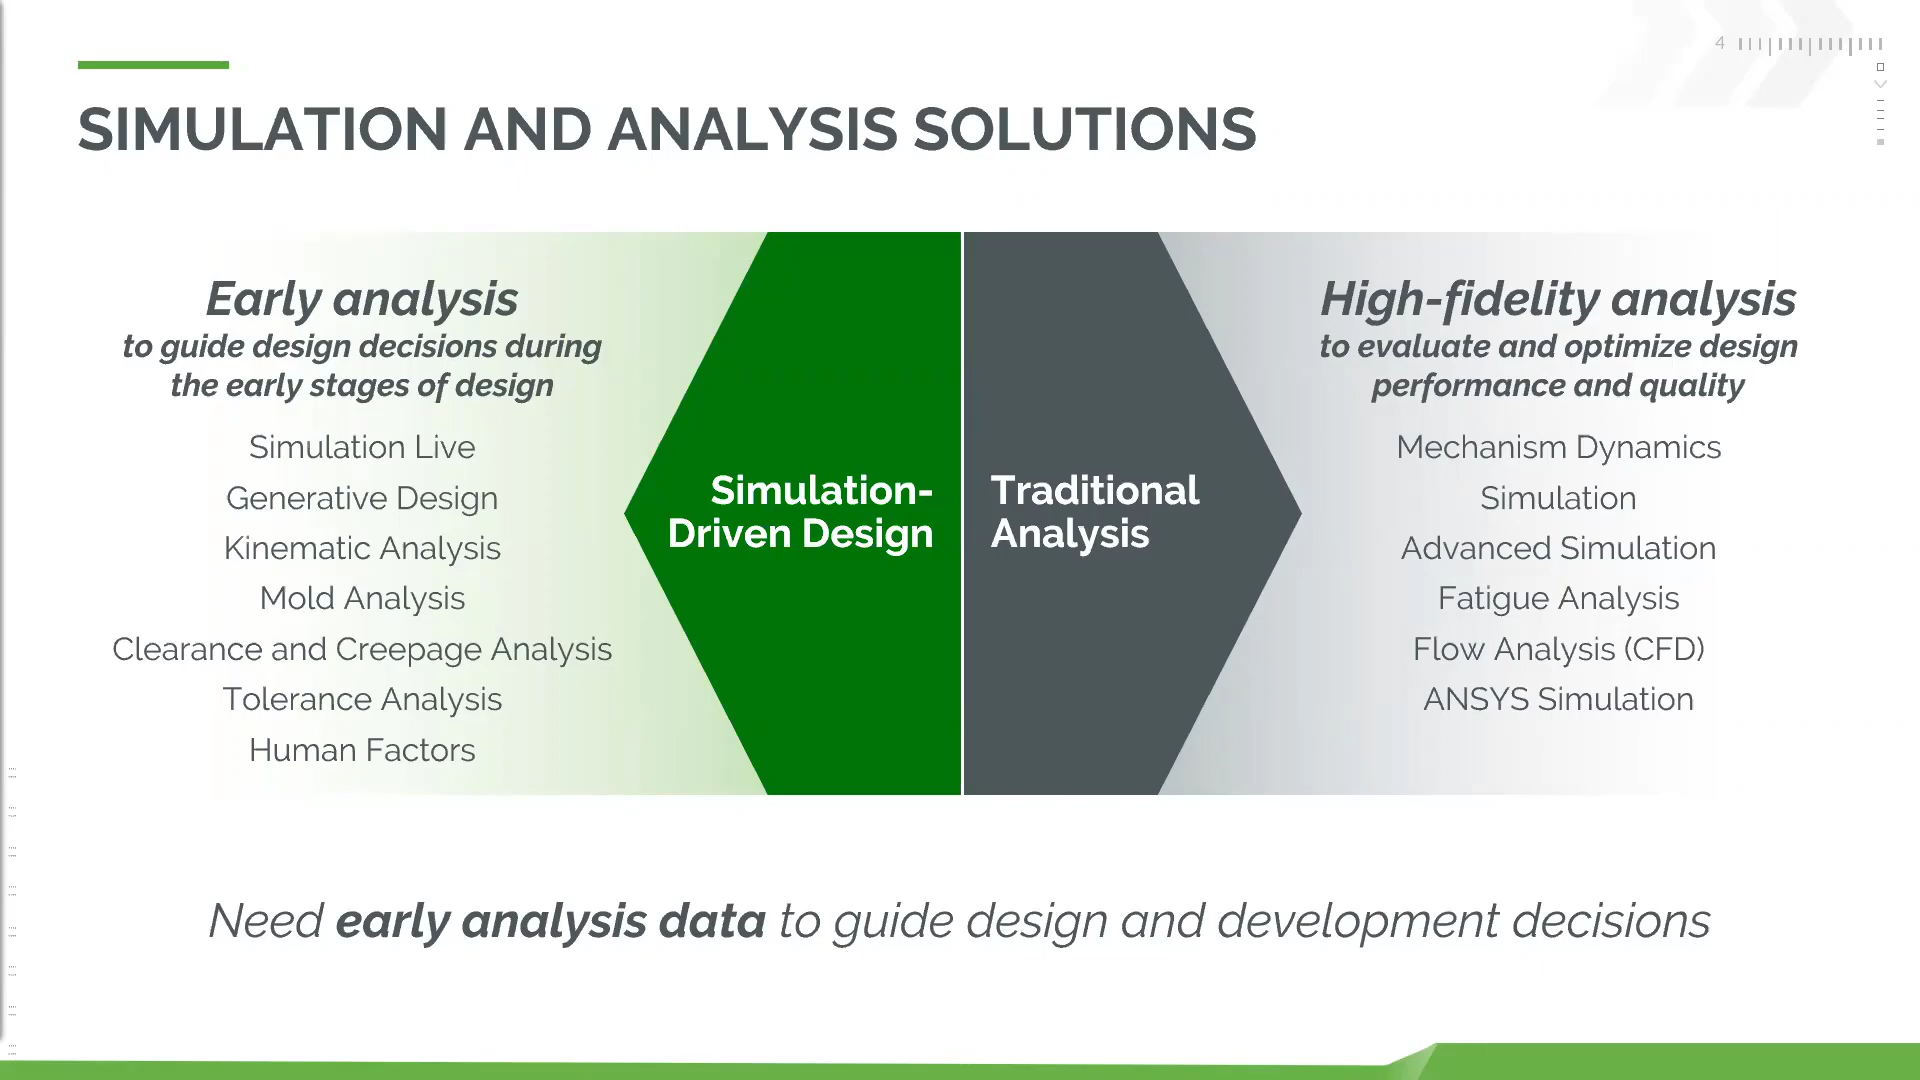 4
SIMULATION AND ANALYSIS SOLUTIONS
Early analysis
to guide design decisions during
the early stages of design
Simulation Live
Generative Design
Kinematic Analysis
Mold Analysis
Clearance and Creepage Analysis
Tolerance Analysis
Human Factors
Simulation-
Driven Design
Traditional
Analysis
High-fidelity analysis
to evaluate and optimize design
performance and quality
Mechanism Dynamics
Simulation
Advanced Simulation
Fatigue Analysis
Flow Analysis (CFD)
ANSYS Simulation
Need early analysis data to guide design and development decisions